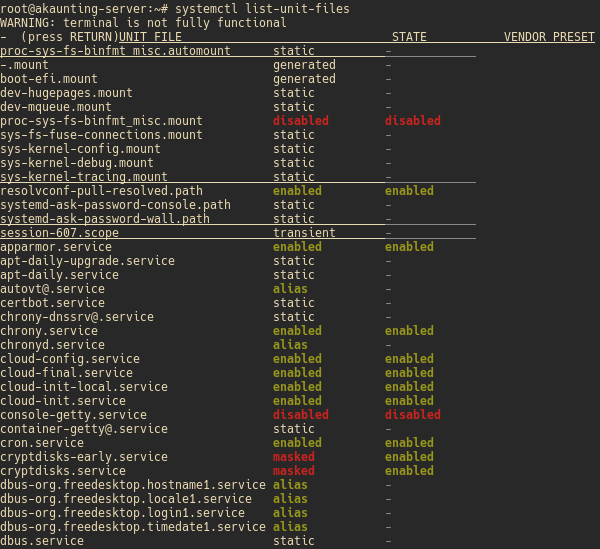 root@akaunting-server:~# systemctl list-unit-files
WARNING: terminal is not fully functional
-  (press RETURN)UNIT FILE                              STATE           VENDOR PRESET
proc-sys-fs-binfmt_misc.automount      static          -
-.mount                                generated       -
boot-efi.mount                         generated       -
dev-hugepages.mount                    static          -
dev-mqueue.mount                       static          -
proc-sys-fs-binfmt_misc.mount          disabled        disabled
sys-fs-fuse-connections.mount          static          -
sys-kernel-config.mount                static          -
sys-kernel-debug.mount                 static          -
sys-kernel-tracing.mount               static          -
resolvconf-pull-resolved.path          enabled         enabled
systemd-ask-password-console.path      static          -
systemd-ask-password-wall.path         static          -
session-607.scope                      transient       -
apparmor.service                       enabled         enabled
apt-daily-upgrade.service              static          -
apt-daily.service                      static          -
autovt@.service                        alias           -
certbot.service                        static          -
chrony-dnssrv@.service                 static          -
chrony.service                         enabled         enabled
chronyd.service                        alias           -
cloud-config.service                   enabled         enabled
cloud-final.service                    enabled         enabled
cloud-init-local.service               enabled         enabled
cloud-init.service                     enabled         enabled
console-getty.service                  disabled        disabled
container-getty@.service               static          -
cron.service                           enabled         enabled
cryptdisks-early.service               masked          enabled
cryptdisks.service                     masked          enabled
dbus-org.freedesktop.hostname1.service alias           -
dbus-org.freedesktop.locale1.service   alias           -
dbus-org.freedesktop.login1.service    alias           -
dbus-org.freedesktop.timedate1.service alias           -
dbus.service                           static          -